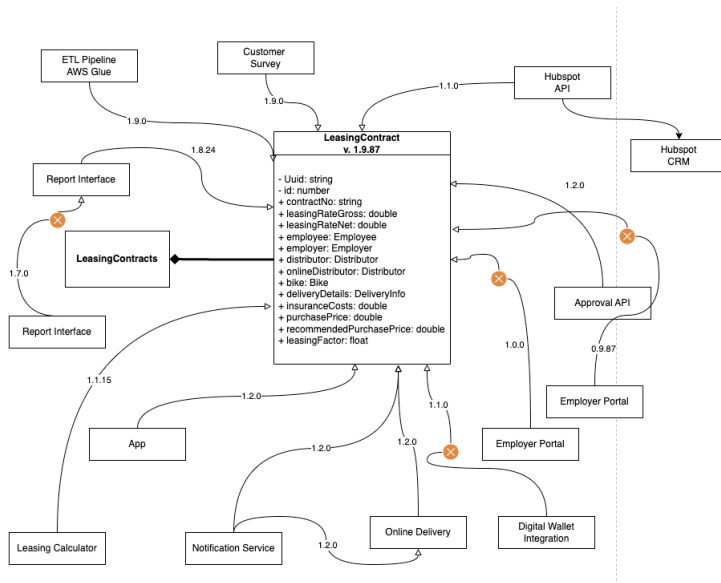 ETL Pipeline
AWS Glue
Customer
Survey
Hubspot
API
1.1.0
1.9.0
1.9.0
Hubspot
CRM
1.8.24
Report Interface
1.2.0
LeasingContract
v. 1.9.87
- Uuid: string
- id: number
+ contractNo: string
+ leasingRateGross: double
+ leasingRateNet: double
+ employee: Employee
+ employer: Employer
+ distributor: Distributor
+ onlineDistributor: Distributor
+ bike: Bike
+ deliveryDetails: DeliveryInfo
+ insuranceCosts: double
+ purchasePrice: double
+ recommendedPurchasePrice: double
+ leasingFactor: float
LeasingContracts
1.7.0
Report Interface
Approval API
1.0.0
0.9.87
1.1.15
Employer Portal
1.2.0
1.1.0
App
1.2.0
1.2.0
Employer Portal
Leasing Calculator
Notification Service
1.2.0
Online Delivery
Digital Wallet
Integration